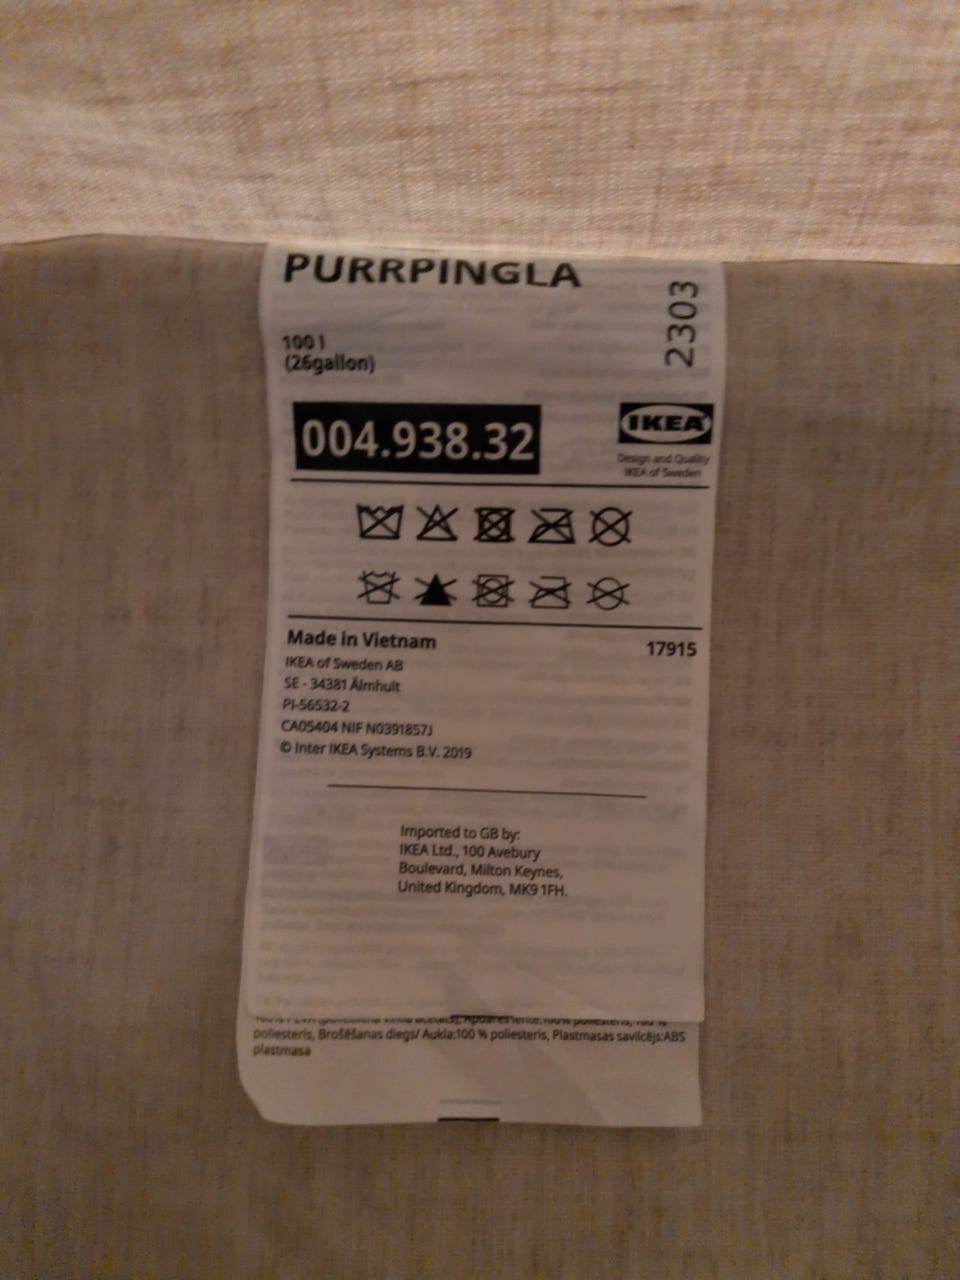 PURRPINGLA
2303
100 l
(26gallon)
004.938.32
IKEA
Design and Quality
IKEA of Sweden
Made in Vietnam
17915
IKEA of Sweden AB
SE - 34381 Älmhult
PI-56532-2
CA05404 NIF N0391857J
© Inter IKEA Systems B.V. 2019
Imported to GB by:
IKEA Ltd., 100 Avebury
Boulevard, Milton Keynes,
United Kingdom, MK9 1FH.
poliesteris, Brošēšanas diegs/ Aukla:100 % poliesteris, Plastmasas savilcējs:ABS
plastmasa